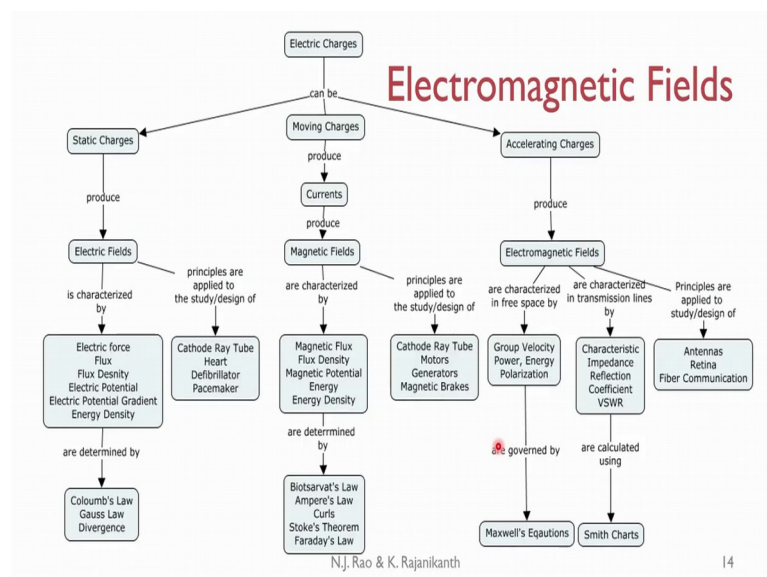 Electric Charges
Electromagnetic Fields
can be
Static Charges
Moving Charges
Accelerating Charges
produce
Currents
produce
produce
produce
Electric Fields
Magnetic Fields
Electromagnetic Fields
is characterized
by
principles are
applied to
the study/design of
are characterized
by
principles are
applied to
the study/design of
are characterized
in free space by
are characterized
in transmission lines
by
Principles are
applied to
study/design of
Electric force
Flux
Flux Desnity
Electric Potential
Electric Potential Gradient
Energy Density
Cathode Ray Tube
Heart
Defibrillator
Pacemaker
Magnetic Flux
Flux Density
Magnetic Potential
Energy
Energy Density
Cathode Ray Tube
Motors
Generators
Magnetic Brakes
Group Velocity
Power, Energy
Polarization
Characteristic
Impedance
Reflection
Coefficient
VSWR
Antennas
Retina
Fiber Communication
are determined by
are deterrmined
by
are governed by
are calculated
using
Coloumb's Law
Gauss Law
Divergence
Biotsarvat's Law
Ampere's Law
Curls
Stoke's Theorem
Faraday's Law
Maxwell's Eqautions
Smith Charts
N.J. Rao & K. Rajanikanth
14